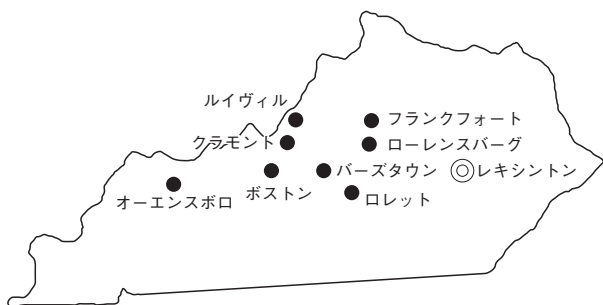 ルイヴィル
フランクフォート
クラモント
ローレンスバーグ
バーズタウン
レキシントン
ボストン
オーエンスボロ
ロレット